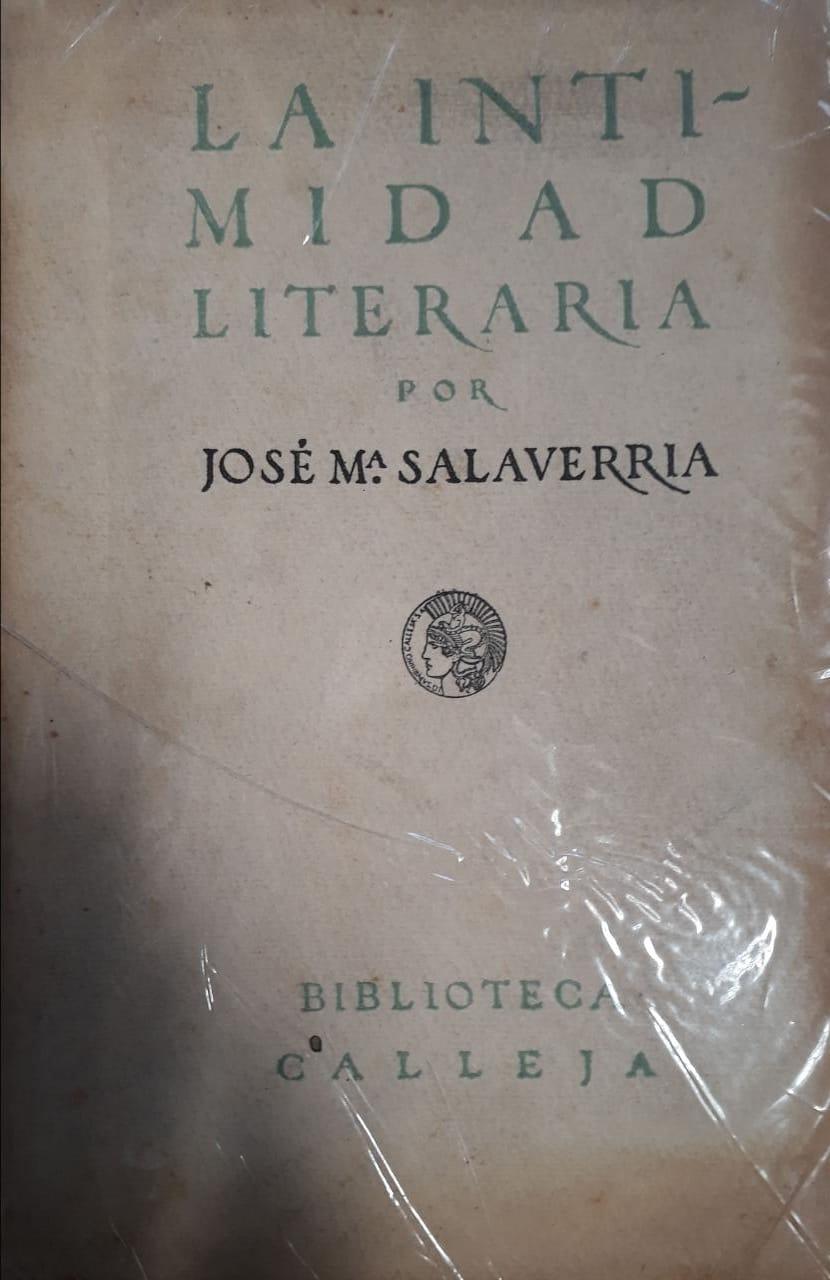 LA INTI-
MIDAD
LITERARIA
POR
JOSÉ Mª SALAVERRIA
BIBLIOTECA
CALLEJA